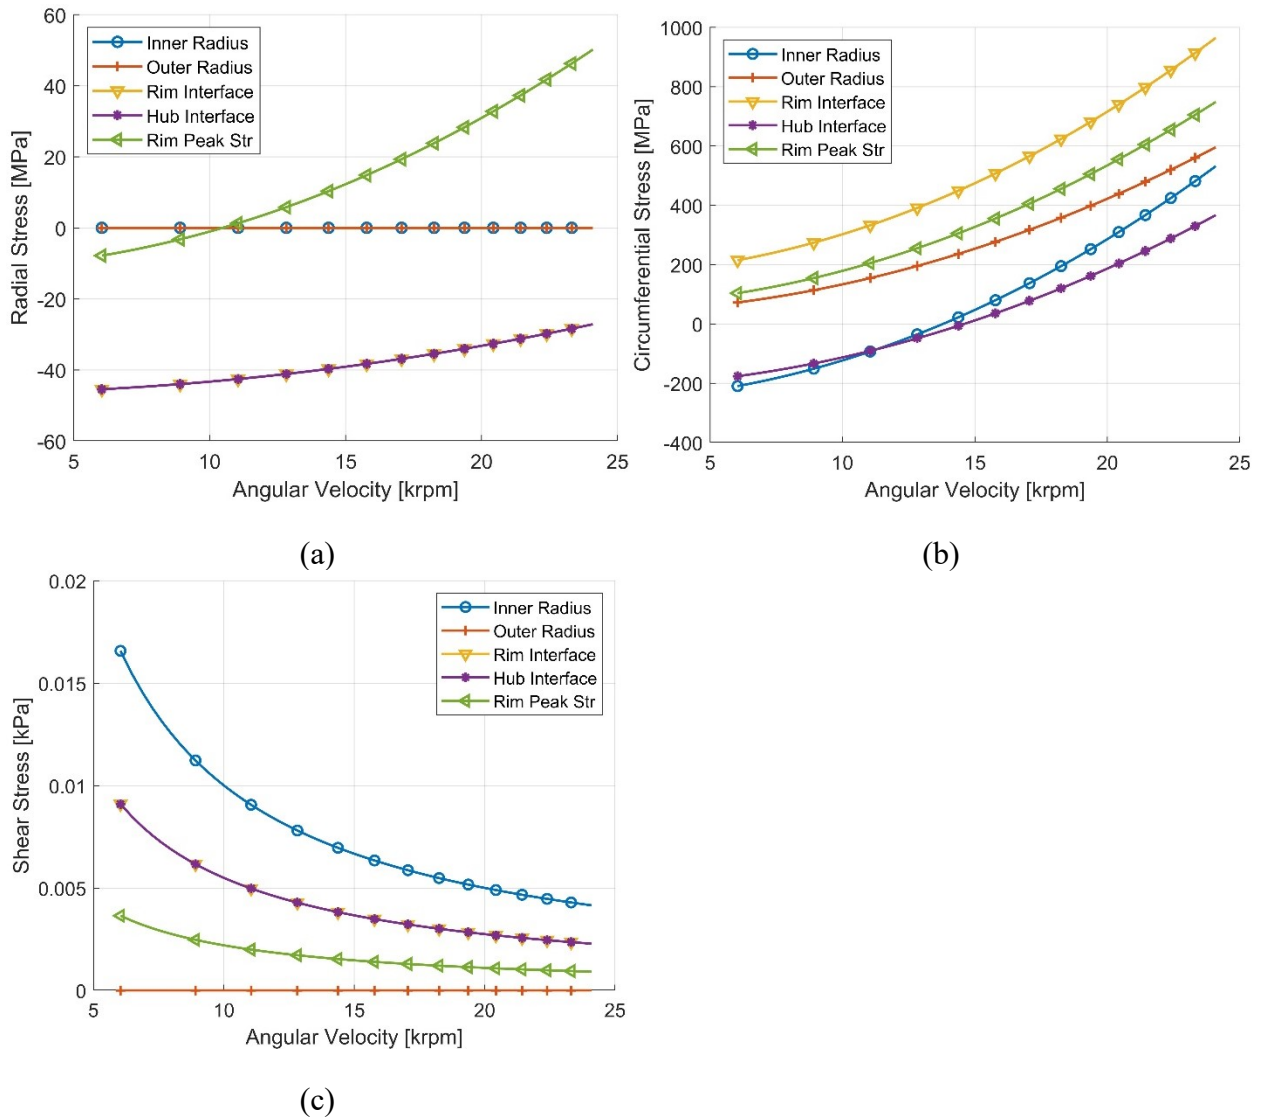 60
40
20
0
-20
-40
-60
Radial Stress [MPa]
Inner Radius
Outer Radius
Rim Interface
Hub Interface
Rim Peak Str
5
10
15
20
25
Angular Velocity [krpm]
(a)
1000
800
600
400
200
0
-200
-400
Circumferential Stress [MPa]
Inner Radius
Outer Radius
Rim Interface
Hub Interface
Rim Peak Str
5
10
15
20
25
Angular Velocity [krpm]
(b)
0.02
0.015
0.01
0.005
0
Shear Stress [kPa]
Inner Radius
Outer Radius
Rim Interface
Hub Interface
Rim Peak Str
5
10
15
20
25
Angular Velocity [krpm]
(c)